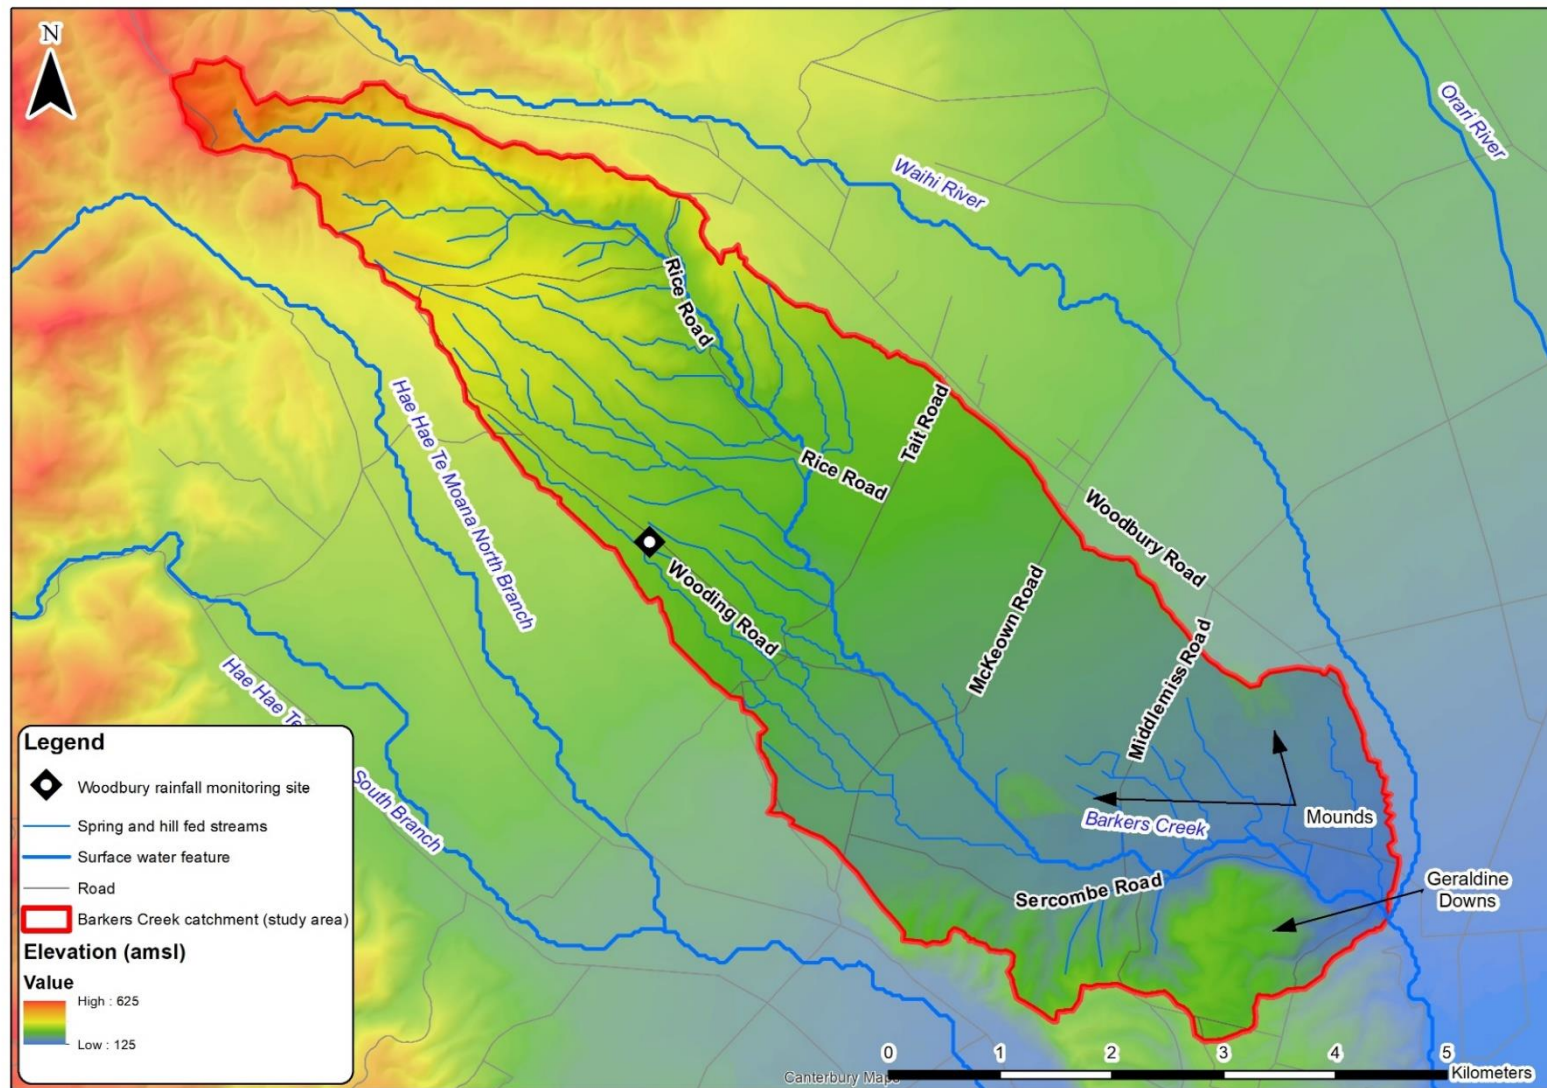 N
Orari River
Waihi River
Rice Road
Hae Hae Te Moana North Branch
Tait Road
Rice Road
Woodbury Road
Wooding Road
McKeown Road
Middlemiss Road
Hae Hae Te
South Branch
Barkers Creek
Mounds
Sercombe Road
Geraldine
Downs
Legend
Woodbury rainfall monitoring site
Spring and hill fed streams
Surface water feature
Road
Barkers Creek catchment (study area)
Elevation (amsl)
Value
High : 625
Low : 125
0 1 2 3 4 5
Kilometers
Canterbury Maps